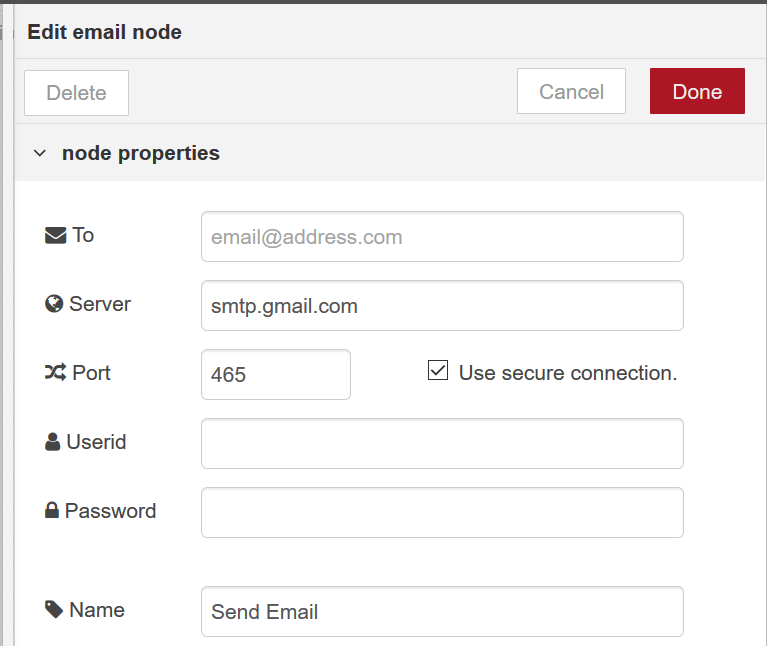 Edit email node
Delete Cancel Done
node properties
To email@address.com
Server smtp.gmail.com
Port 465 Use secure connection.
Userid
Password
Name Send Email